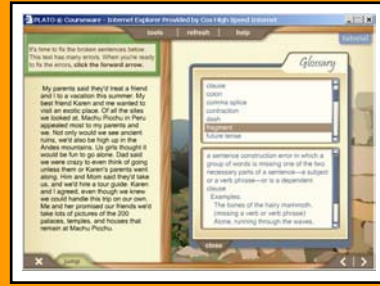 PLATO ® Courseware - Internet Explorer Provided by Cox High Speed Internet
tools | refresh | help
tutorial
It's time to fix the broken sentences below.
This text has many errors. When you're ready
to fix the errors, click the forward arrow.
My parents said they'd treat a friend
and I to a vacation this summer. My
best friend Karen and me wanted to
visit an exotic place. Of all the sites
we looked at, Machu Picchu in Peru
appealed most to my parents and
we. Not only would we see ancient
ruins, we'd also be high up in the
Andes mountains. Us girls thought it
would be fun to go alone. Dad said
we were crazy to even think of going
unless them or Karen's parents went
along. Him and Mom said they'd take
us, and we'd hire a tour guide. Karen
and I agreed, even though we knew
we could handle this trip on our own.
Me and her promised our friends we'd
take lots of pictures of the 200
palaces, temples, and houses that
remain at Machu Picchu.
Glossary
clause
colon
comma splice
contraction
dash
fragment
future tense
a sentence construction error in which a
group of words is missing one of the two
necessary parts of a sentence—a subject
or a verb phrase—or is a dependent
clause
Examples:
The bones of the hairy mammoth.
(missing a verb or verb phrase)
Alone, running through the waves.
close
jump